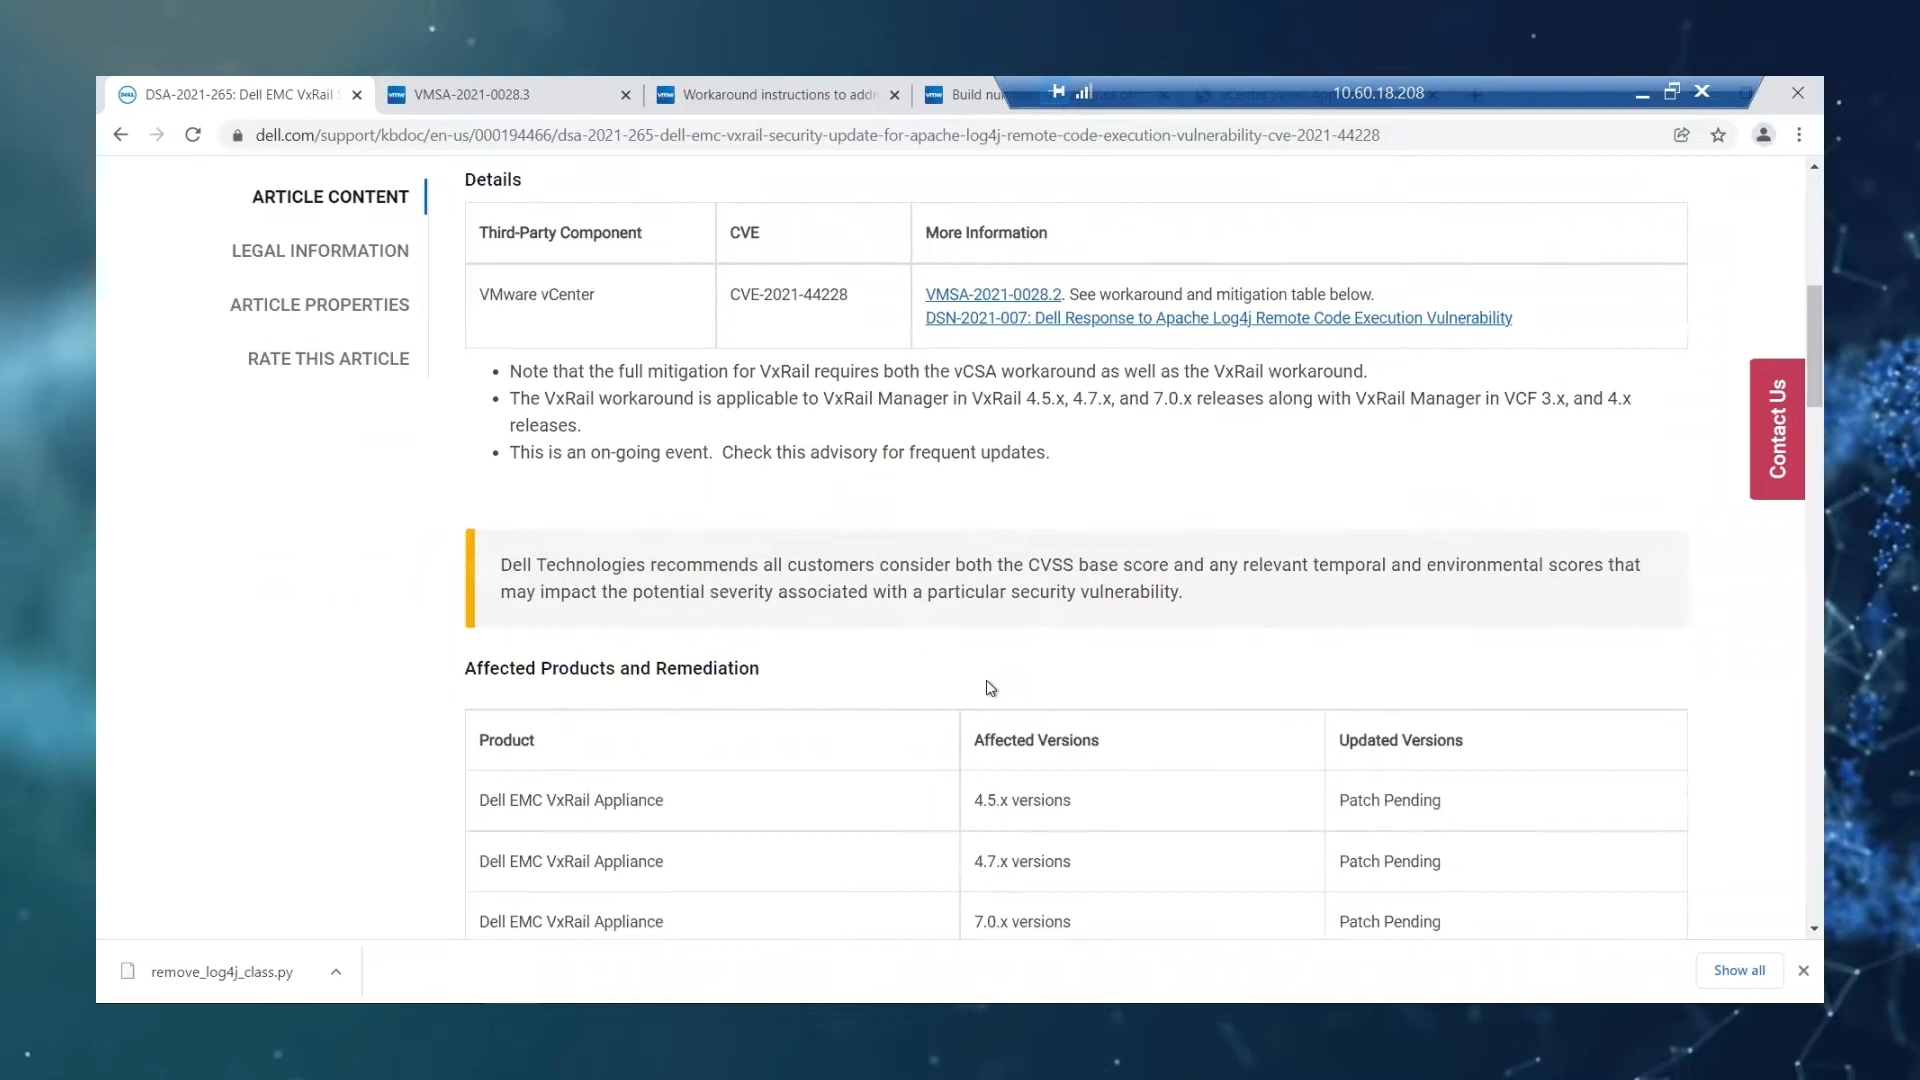 DSA-2021-265: Dell EMC VxRail S
VMSA-2021-0028.3
Workaround instructions to addr
Build nu
10.60.18.208
dell.com/support/kbdoc/en-us/000194466/dsa-2021-265-dell-emc-vxrail-security-update-for-apache-log4j-remote-code-execution-vulnerability-cve-2021-44228
ARTICLE CONTENT
LEGAL INFORMATION
ARTICLE PROPERTIES
RATE THIS ARTICLE
Details
Third-Party Component CVE More Information
VMware vCenter CVE-2021-44228 VMSA-2021-0028.2. See workaround and mitigation table below.
DSN-2021-007: Dell Response to Apache Log4j Remote Code Execution Vulnerability
Note that the full mitigation for VxRail requires both the vCSA workaround as well as the VxRail workaround.
The VxRail workaround is applicable to VxRail Manager in VxRail 4.5.x, 4.7.x, and 7.0.x releases along with VxRail Manager in VCF 3.x, and 4.x
releases.
This is an on-going event. Check this advisory for frequent updates.
Contact Us
Dell Technologies recommends all customers consider both the CVSS base score and any relevant temporal and environmental scores that
may impact the potential severity associated with a particular security vulnerability.
Affected Products and Remediation
Product Affected Versions Updated Versions
Dell EMC VxRail Appliance 4.5.x versions Patch Pending
Dell EMC VxRail Appliance 4.7.x versions Patch Pending
Dell EMC VxRail Appliance 7.0.x versions Patch Pending
remove_log4j_class.py
Show all